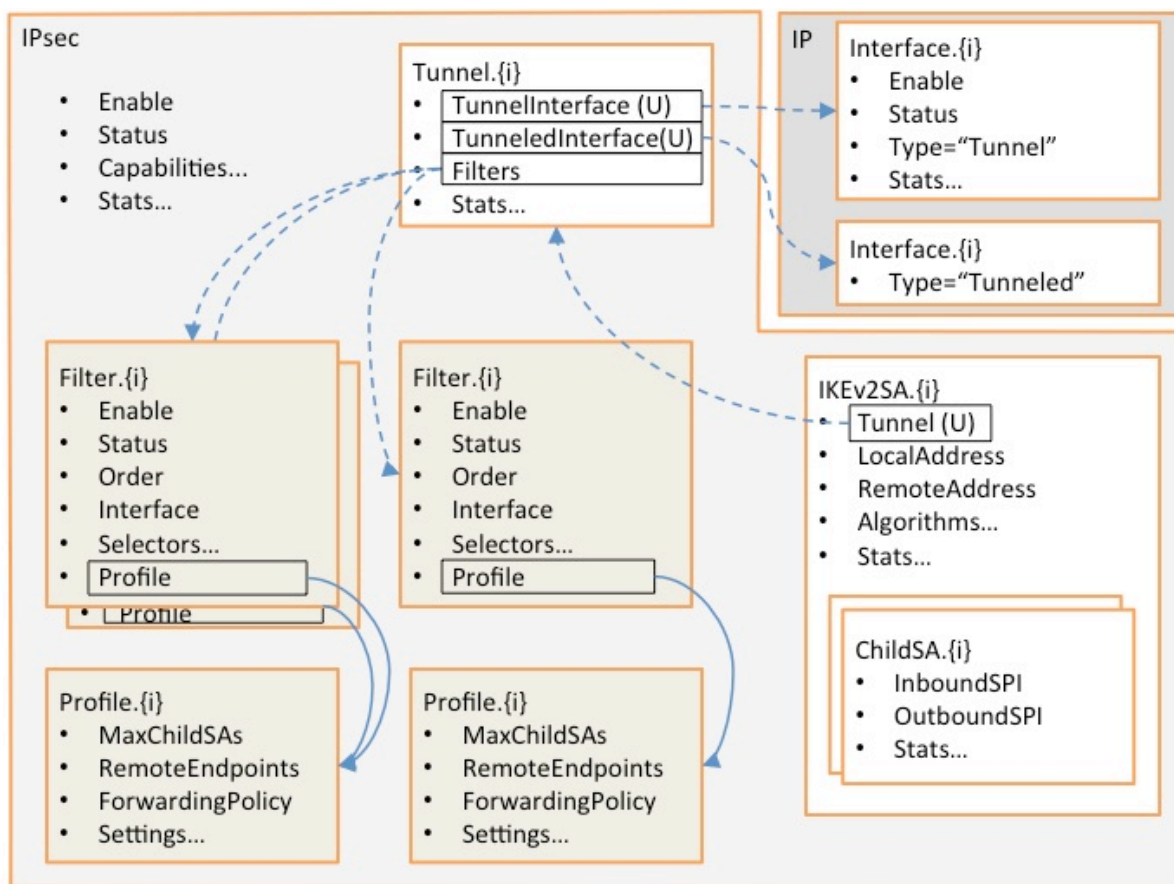 IPsec
• Enable
• Status
• Capabilities...
• Stats...
Tunnel.{i}
• TunnelInterface (U)
• TunneledInterface(U)
• Filters
• Stats...
IP
Interface.{i}
• Enable
• Status
• Type=“Tunnel”
• Stats...
Interface.{i}
• Type=“Tunneled”
Filter.{i}
• Enable
• Status
• Order
• Interface
• Selectors...
• Profile
• Profile
Filter.{i}
• Enable
• Status
• Order
• Interface
• Selectors...
• Profile
IKEv2SA.{i}
• Tunnel (U)
• LocalAddress
• RemoteAddress
• Algorithms...
• Stats...
ChildSA.{i}
• InboundSPI
• OutboundSPI
• Stats...
Profile.{i}
• MaxChildSAs
• RemoteEndpoints
• ForwardingPolicy
• Settings...
Profile.{i}
• MaxChildSAs
• RemoteEndpoints
• ForwardingPolicy
• Settings...